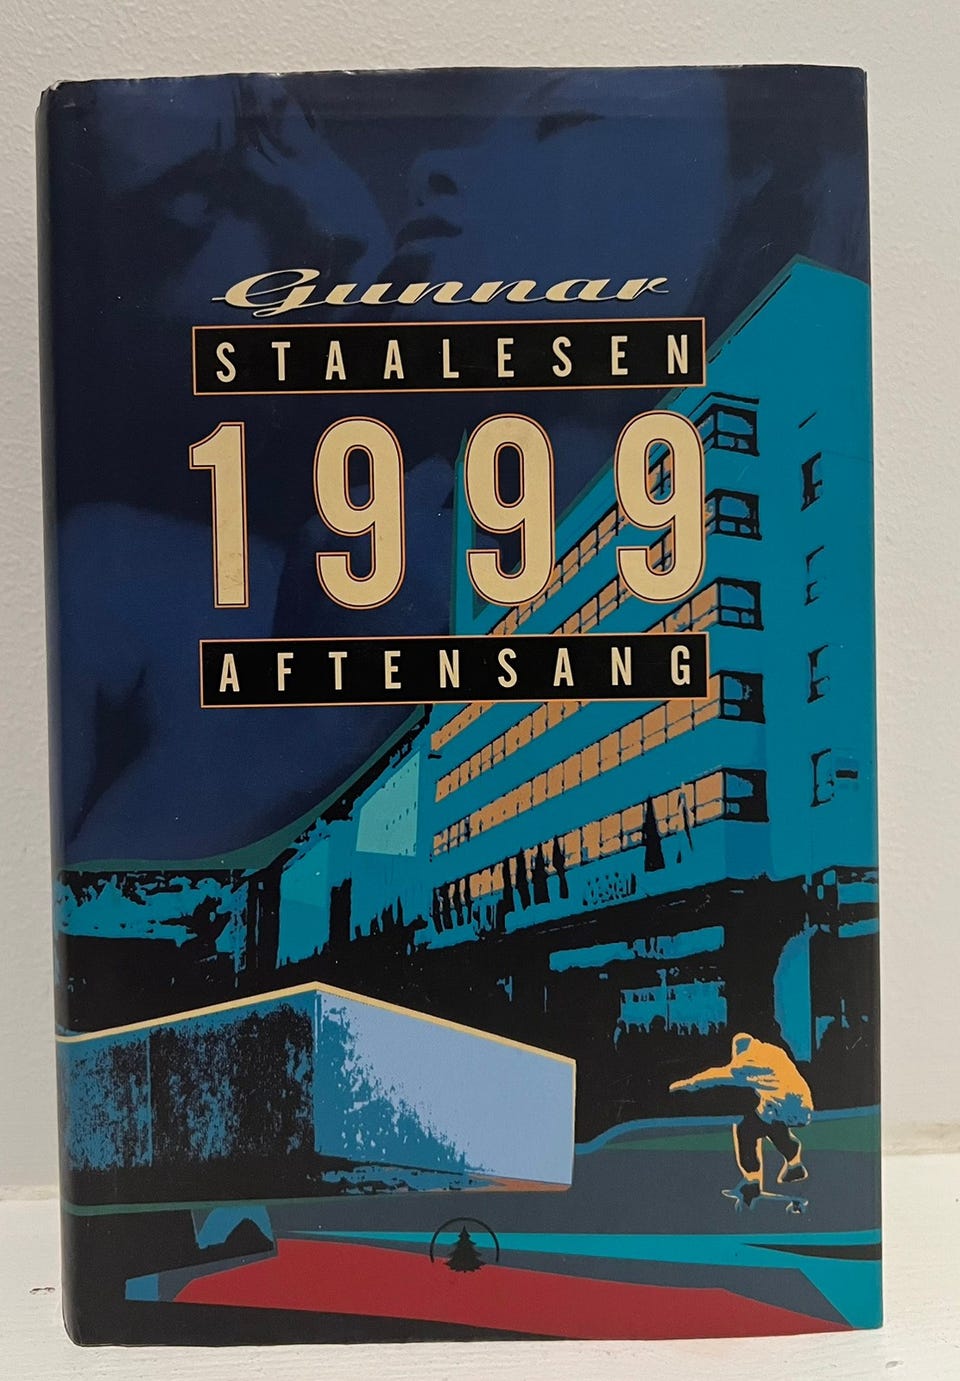 Gunnar
STAALESEN
1999
AFTENSANG